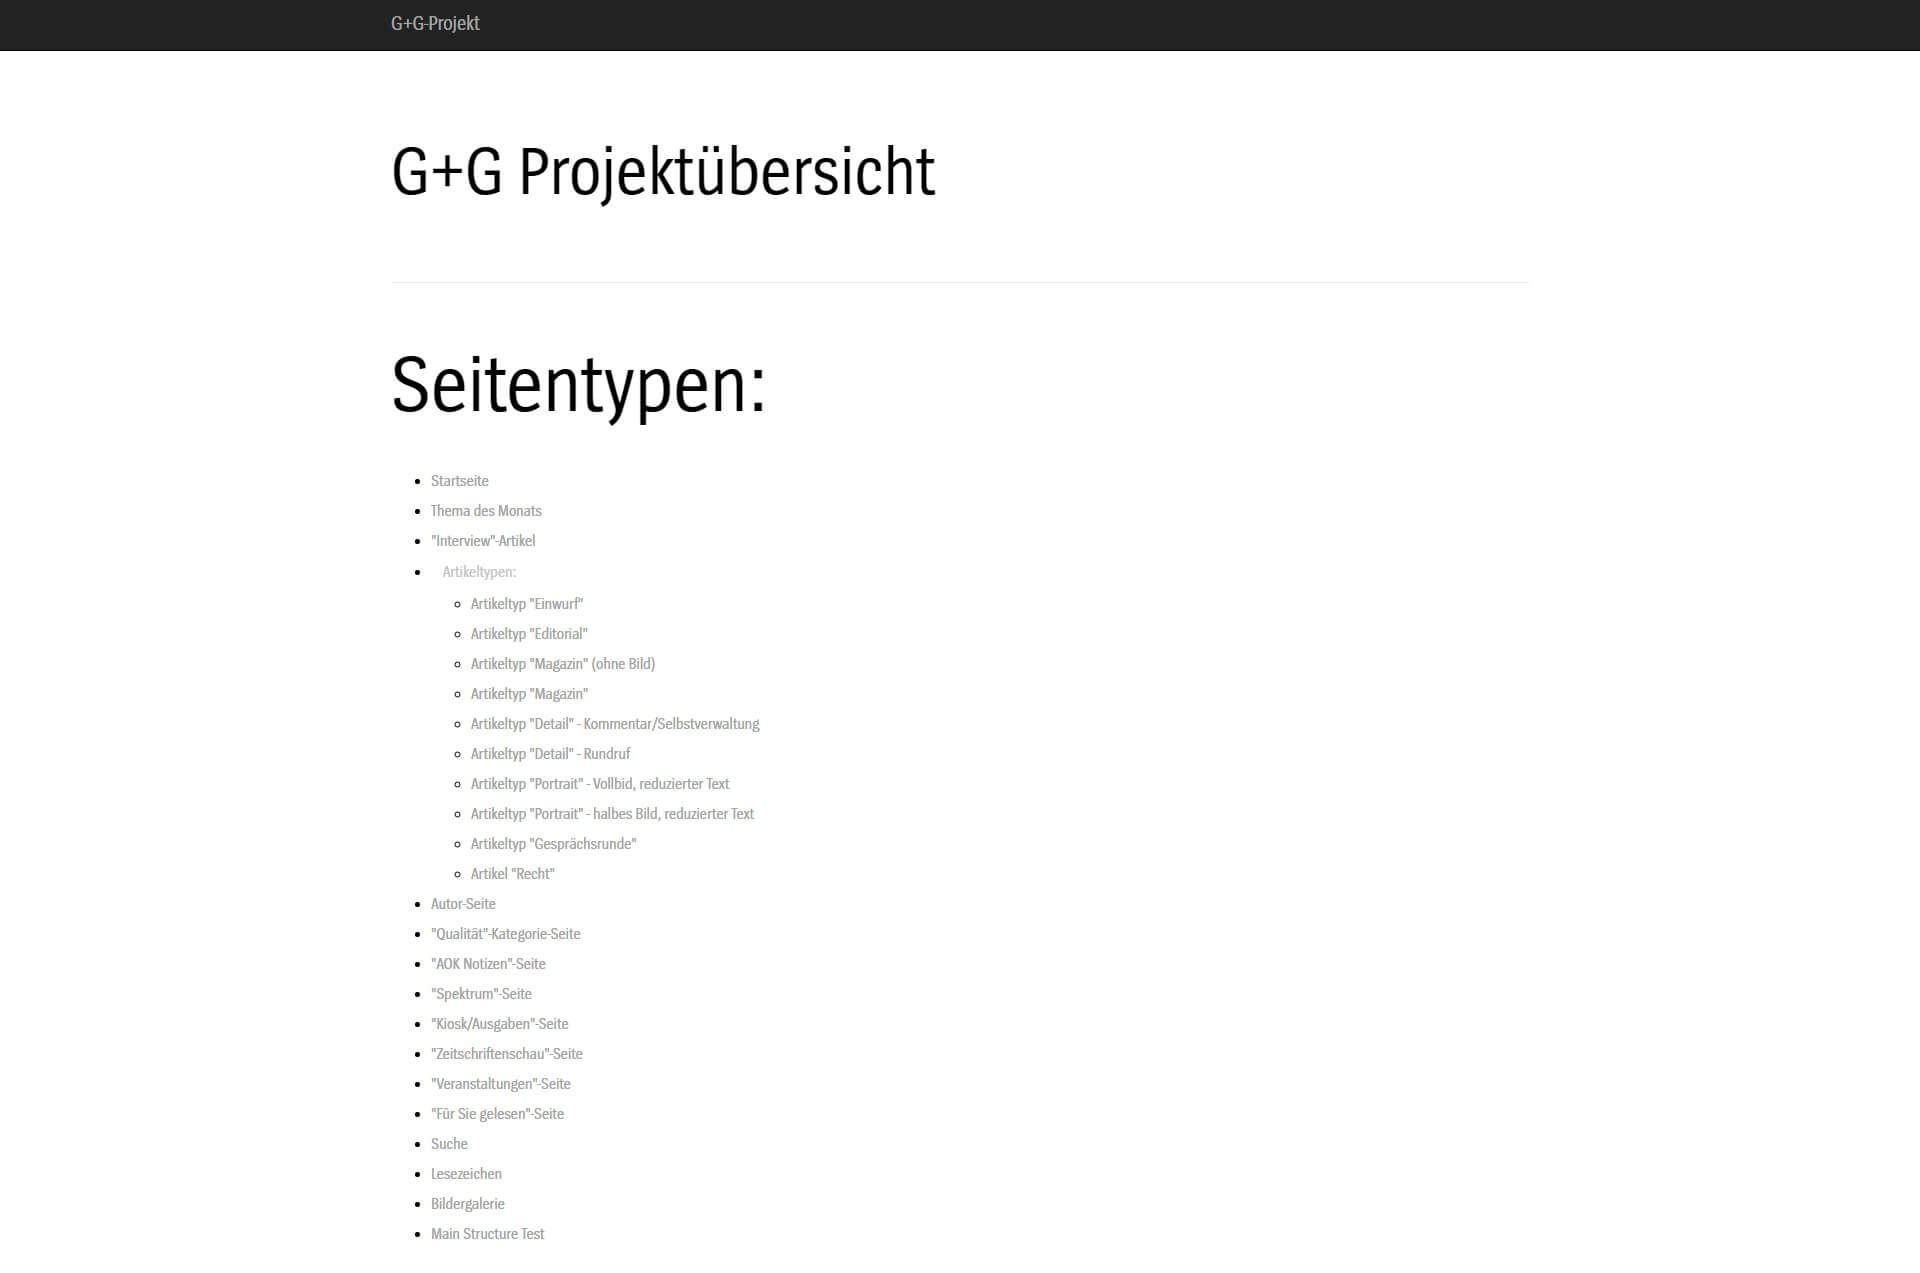 G+G-Projekt
G+G Projektübersicht
Seitentypen:
Startseite
Thema des Monats
"Interview"-Artikel
Artikeltypen:
Artikeltyp "Einwurf"
Artikeltyp "Editorial"
Artikeltyp "Magazin" (ohne Bild)
Artikeltyp "Magazin"
Artikeltyp "Detail" - Kommentar/Selbstverwaltung
Artikeltyp "Detail" - Rundruf
Artikeltyp "Portrait" - Vollbid, reduzierter Text
Artikeltyp "Portrait" - halbes Bild, reduzierter Text
Artikeltyp "Gesprächsrunde"
Artikel "Recht"
Autor-Seite
"Qualität"-Kategorie-Seite
"AOK Notizen"-Seite
"Spektrum"-Seite
"Kiosk/Ausgaben"-Seite
"Zeitschriftenschau"-Seite
"Veranstaltungen"-Seite
"Für Sie gelesen"-Seite
Suche
Lesezeichen
Bildergalerie
Main Structure Test